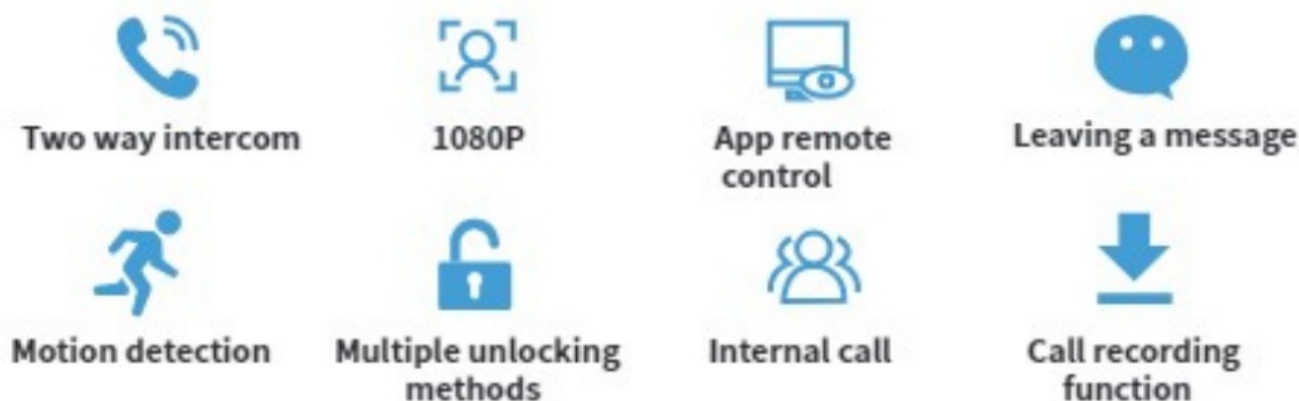 Two way intercom
1080P
App remote
control
Leaving a message
Motion detection
Multiple unlocking
methods
Internal call
Call recording
function